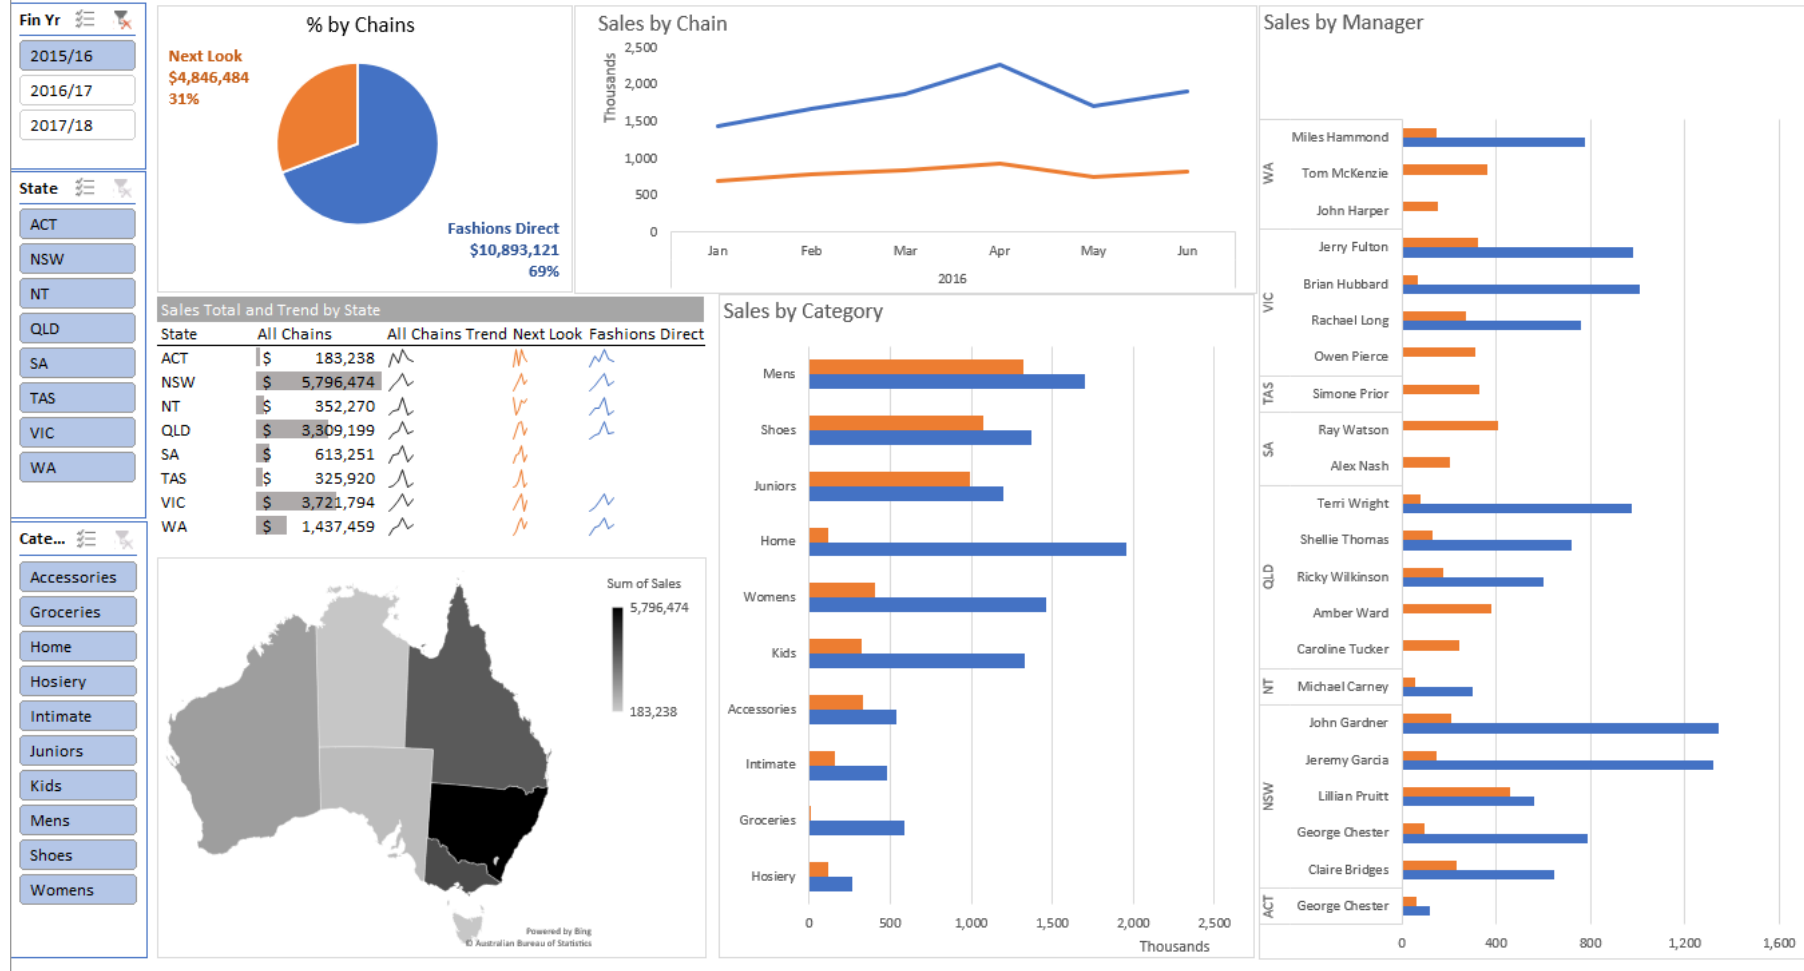 Fin Yr
2015/16
2016/17
2017/18
State
ACT
NSW
NT
QLD
SA
TAS
VIC
WA
Cate...
Accessories
Groceries
Home
Hosiery
Intimate
Juniors
Kids
Mens
Shoes
Womens
% by Chains
Next Look
$4,846,484
31%
Fashions Direct
$10,893,121
69%
Sales by Chain
Thousands
2,500
2,000
1,500
1,000
500
0
Jan Feb Mar Apr May Jun
2016
Sales Total and Trend by State
State All Chains All Chains Trend Next Look Fashions Direct
ACT $ 183,238
NSW $ 5,796,474
NT $ 352,270
QLD $ 3,309,199
SA $ 613,251
TAS $ 325,920
VIC $ 3,721,794
WA $ 1,437,459
Sum of Sales
5,796,474
183,238
Powered by Bing
© Australian Bureau of Statistics
Sales by Category
Mens
Shoes
Juniors
Home
Womens
Kids
Accessories
Intimate
Groceries
Hosiery
0 500 1,000 1,500 2,000 2,500
Thousands
Sales by Manager
WA
Miles Hammond
Tom McKenzie
John Harper
VIC
Jerry Fulton
Brian Hubbard
Rachael Long
Owen Pierce
TAS
Simone Prior
SA
Ray Watson
Alex Nash
QLD
Terri Wright
Shellie Thomas
Ricky Wilkinson
Amber Ward
Caroline Tucker
NT
Michael Carney
NSW
John Gardner
Jeremy Garcia
Lillian Pruitt
George Chester
Claire Bridges
ACT
George Chester
0 400 800 1,200 1,600